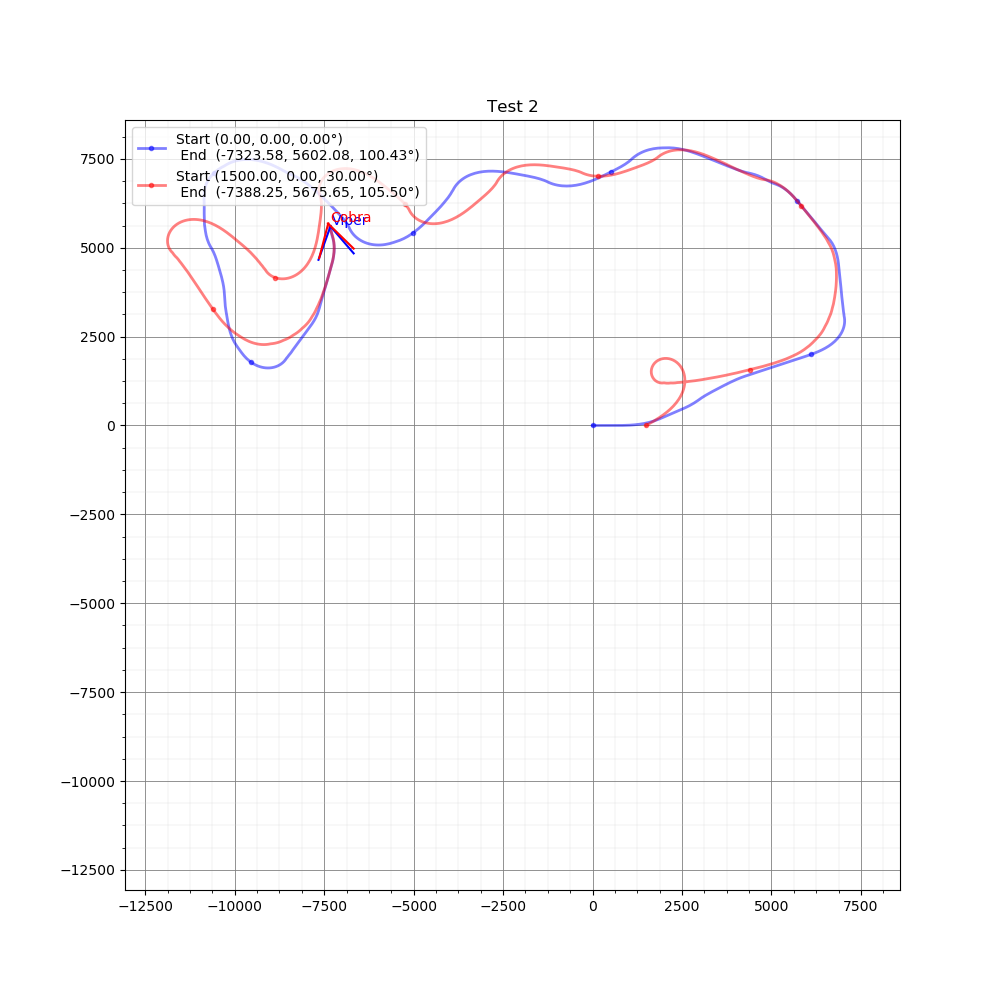 Test 2
Start (0.00, 0.00, 0.00°)
End (-7323.58, 5602.08, 100.43°)
Start (1500.00, 0.00, 30.00°)
End (-7388.25, 5675.65, 105.50°)
Cobra
Viper
7500
5000
2500
0
−2500
−5000
−7500
−10000
−12500
−12500 −10000 −7500 −5000 −2500 0 2500 5000 7500